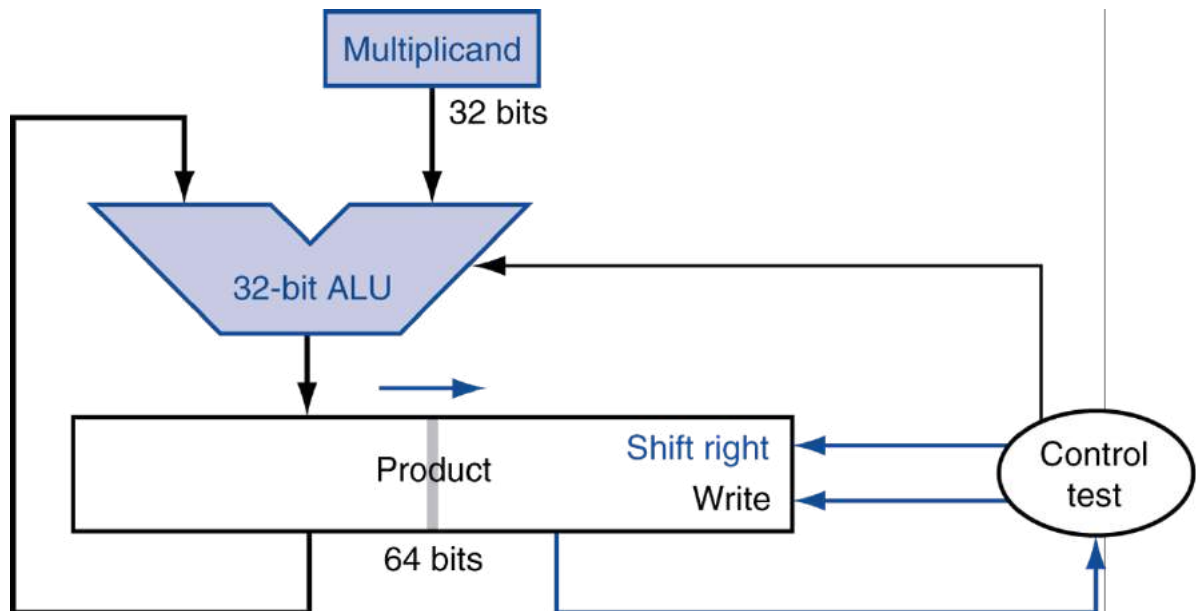 Multiplicand
32 bits
32-bit ALU
Shift right
Product
Write
64 bits
Control
test